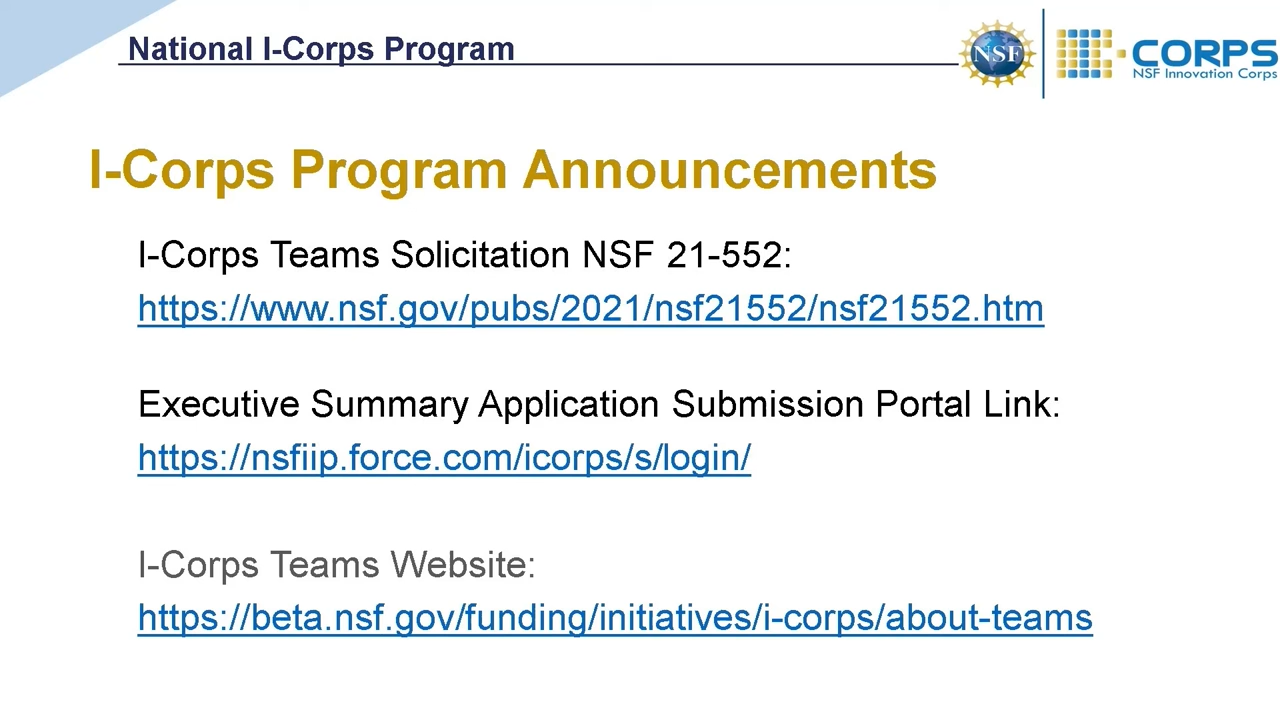 National I-Corps Program
NSF
CORPS
NSF Innovation Corps
I-Corps Program Announcements
I-Corps Teams Solicitation NSF 21-552:
https://www.nsf.gov/pubs/2021/nsf21552/nsf21552.htm
Executive Summary Application Submission Portal Link:
https://nsfiip.force.com/icorps/s/login/
I-Corps Teams Website:
https://beta.nsf.gov/funding/initiatives/i-corps/about-teams